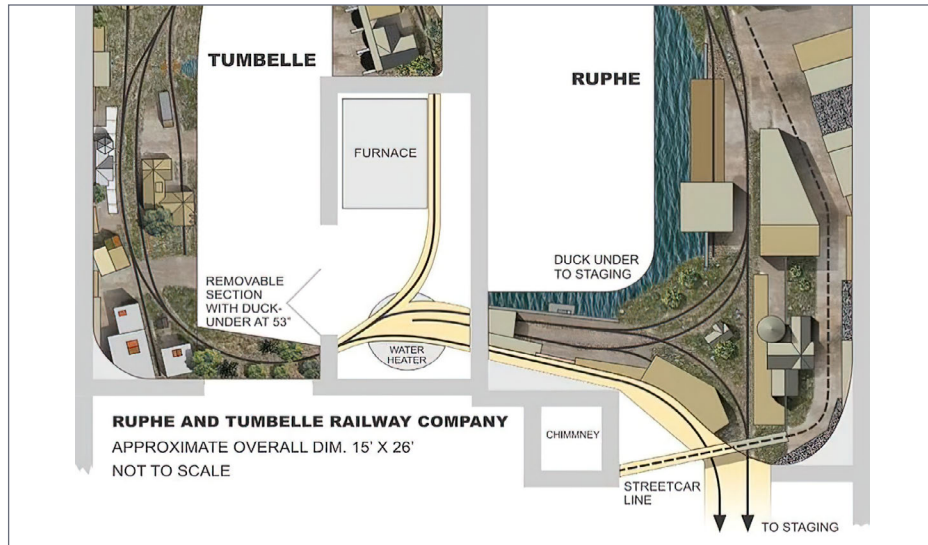 TUMBELLE
RUPHE
FURNACE
DUCK UNDER
TO STAGING
REMOVABLE
SECTION
WITH DUCK-
UNDER AT 53"
WATER
HEATER
RUPHE AND TUMBELLE RAILWAY COMPANY
APPROXIMATE OVERALL DIM. 15' X 26'
NOT TO SCALE
CHIMMNEY
STREETCAR
LINE
TO STAGING